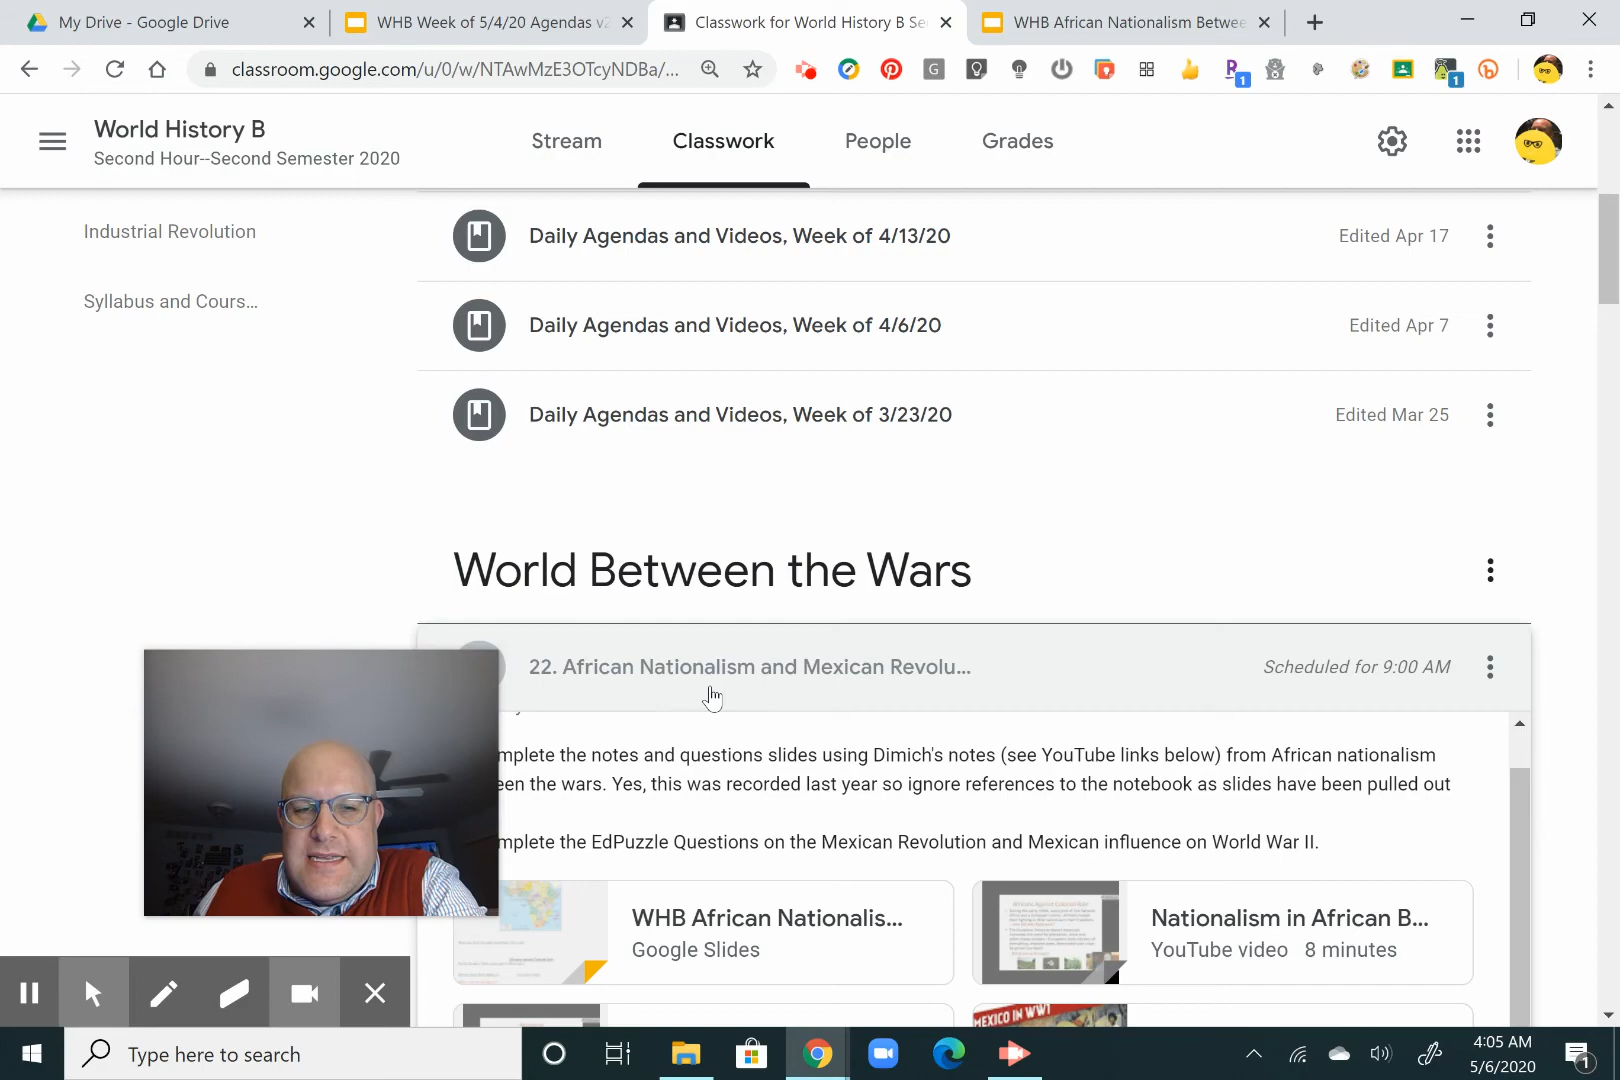 My Drive - Google Drive
WHB Week of 5/4/20 Agendas v2
Classwork for World History B Se
WHB African Nationalism Betwe
classroom.google.com/u/0/w/NTAwMzE3OTcyNDBa/...
1
1
World History B
Second Hour--Second Semester 2020
Stream
Classwork
People
Grades
Industrial Revolution
Syllabus and Cours...
Daily Agendas and Videos, Week of 4/13/20
Edited Apr 17
Daily Agendas and Videos, Week of 4/6/20
Edited Apr 7
Daily Agendas and Videos, Week of 3/23/20
Edited Mar 25
World Between the Wars
22. African Nationalism and Mexican Revolu...
Scheduled for 9:00 AM
mplete the notes and questions slides using Dimich's notes (see YouTube links below) from African nationalism
een the wars. Yes, this was recorded last year so ignore references to the notebook as slides have been pulled out
mplete the EdPuzzle Questions on the Mexican Revolution and Mexican influence on World War II.
WHB African Nationalis...
Google Slides
Nationalism in African B...
YouTube video 8 minutes
MEXICO IN WW1
Type here to search
4:05 AM
5/6/2020
1